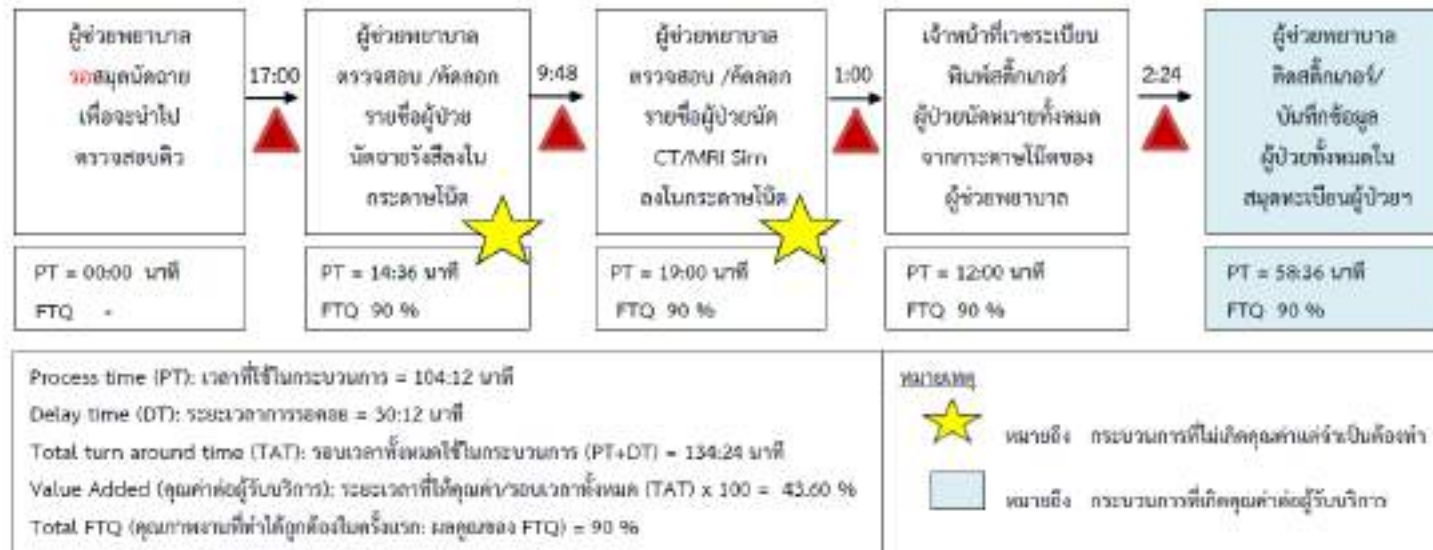 ผู้ช่วยพยาบาล
รอสมุดนัดฉาย
เพื่อจะนำไป
ตรวจสอบคิว
17:00
ผู้ช่วยพยาบาล
ตรวจสอบ /คัดลอก
รายชื่อผู้ป่วย
นัดฉายรังสีลงใน
กระดาษโน๊ต
9:48
ผู้ช่วยพยาบาล
ตรวจสอบ /คัดลอก
รายชื่อผู้ป่วยนัด
CT/MRI Sim
ลงในกระดาษโน๊ต
1:00
เจ้าหน้าที่เวชระเบียน
พิมพ์สติ๊กเกอร์
ผู้ป่วยนัดหมายทั้งหมด
จากกระดาษโน๊ตของ
ผู้ช่วยพยาบาล
2:24
ผู้ช่วยพยาบาล
ติดสติ๊กเกอร์/
บันทึกข้อมูล
ผู้ป่วยทั้งหมดใน
สมุดทะเบียนผู้ป่วยฯ
PT = 00:00 นาที
FTQ -
PT = 14:36 นาที
FTQ 90 %
PT = 19:00 นาที
FTQ 90 %
PT = 12:00 นาที
FTQ 90 %
PT = 58:36 นาที
FTQ 90 %
Process time (PT): เวลาที่ใช้ในกระบวนการ = 104:12 นาที
Delay time (DT): ระยะเวลาการรอคอย = 30:12 นาที
Total turn around time (TAT): รอบเวลาทั้งหมดใช้ในกระบวนการ (PT+DT) = 134:24 นาที
Value Added (คุณค่าต่อผู้รับบริการ): ระยะเวลาที่ให้คุณค่า/รอบเวลาทั้งหมด (TAT) x 100 = 43.60 %
Total FTQ (คุณภาพงานที่ทำได้ถูกต้องในครั้งแรก: ผลคูณของ FTQ) = 90 %
หมายเหตุ
หมายถึง กระบวนการที่ไม่เกิดคุณค่าแต่จำเป็นต้องทำ
หมายถึง กระบวนการที่เกิดคุณค่าต่อผู้รับบริการ